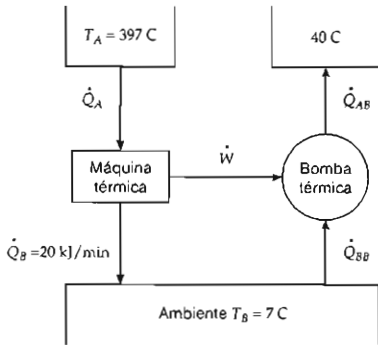 T_A = 397 C
40 C
Q̇_A
Q̇_AB
Máquina
térmica
Ẇ
Bomba
térmica
Q̇_B = 20 kJ/min
Q̇_BB
Ambiente T_B = 7 C